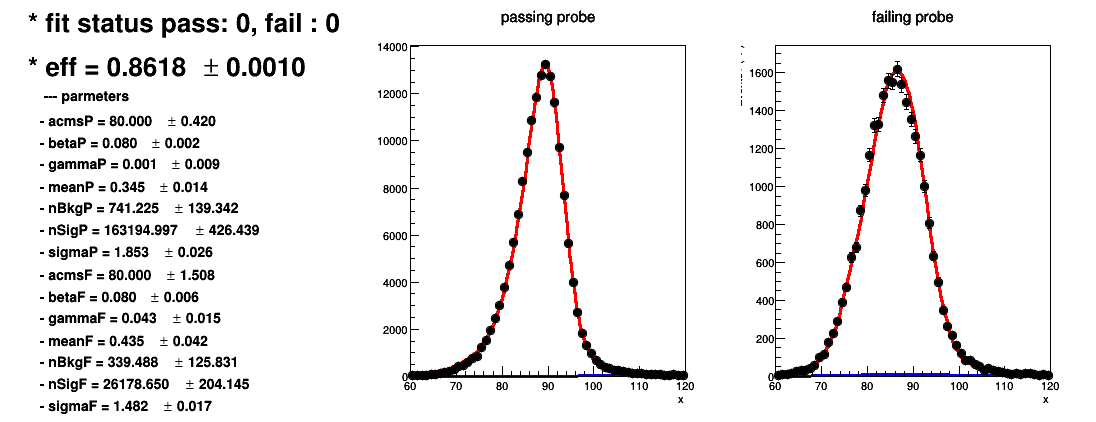 * fit status pass: 0, fail : 0
* eff = 0.8618 ± 0.0010
--- parmeters
- acmsP = 80.000 ± 0.420
- betaP = 0.080 ± 0.002
- gammaP = 0.001 ± 0.009
- meanP = 0.345 ± 0.014
- nBkgP = 741.225 ± 139.342
- nSigP = 163194.997 ± 426.439
- sigmaP = 1.853 ± 0.026
- acmsF = 80.000 ± 1.508
- betaF = 0.080 ± 0.006
- gammaF = 0.043 ± 0.015
- meanF = 0.435 ± 0.042
- nBkgF = 339.488 ± 125.831
- nSigF = 26178.650 ± 204.145
- sigmaF = 1.482 ± 0.017
passing probe
14000
12000
10000
8000
6000
4000
2000
0
60 70 80 90 100 110 120
x
failing probe
1600
1400
1200
1000
800
600
400
200
0
60 70 80 90 100 110 120
x